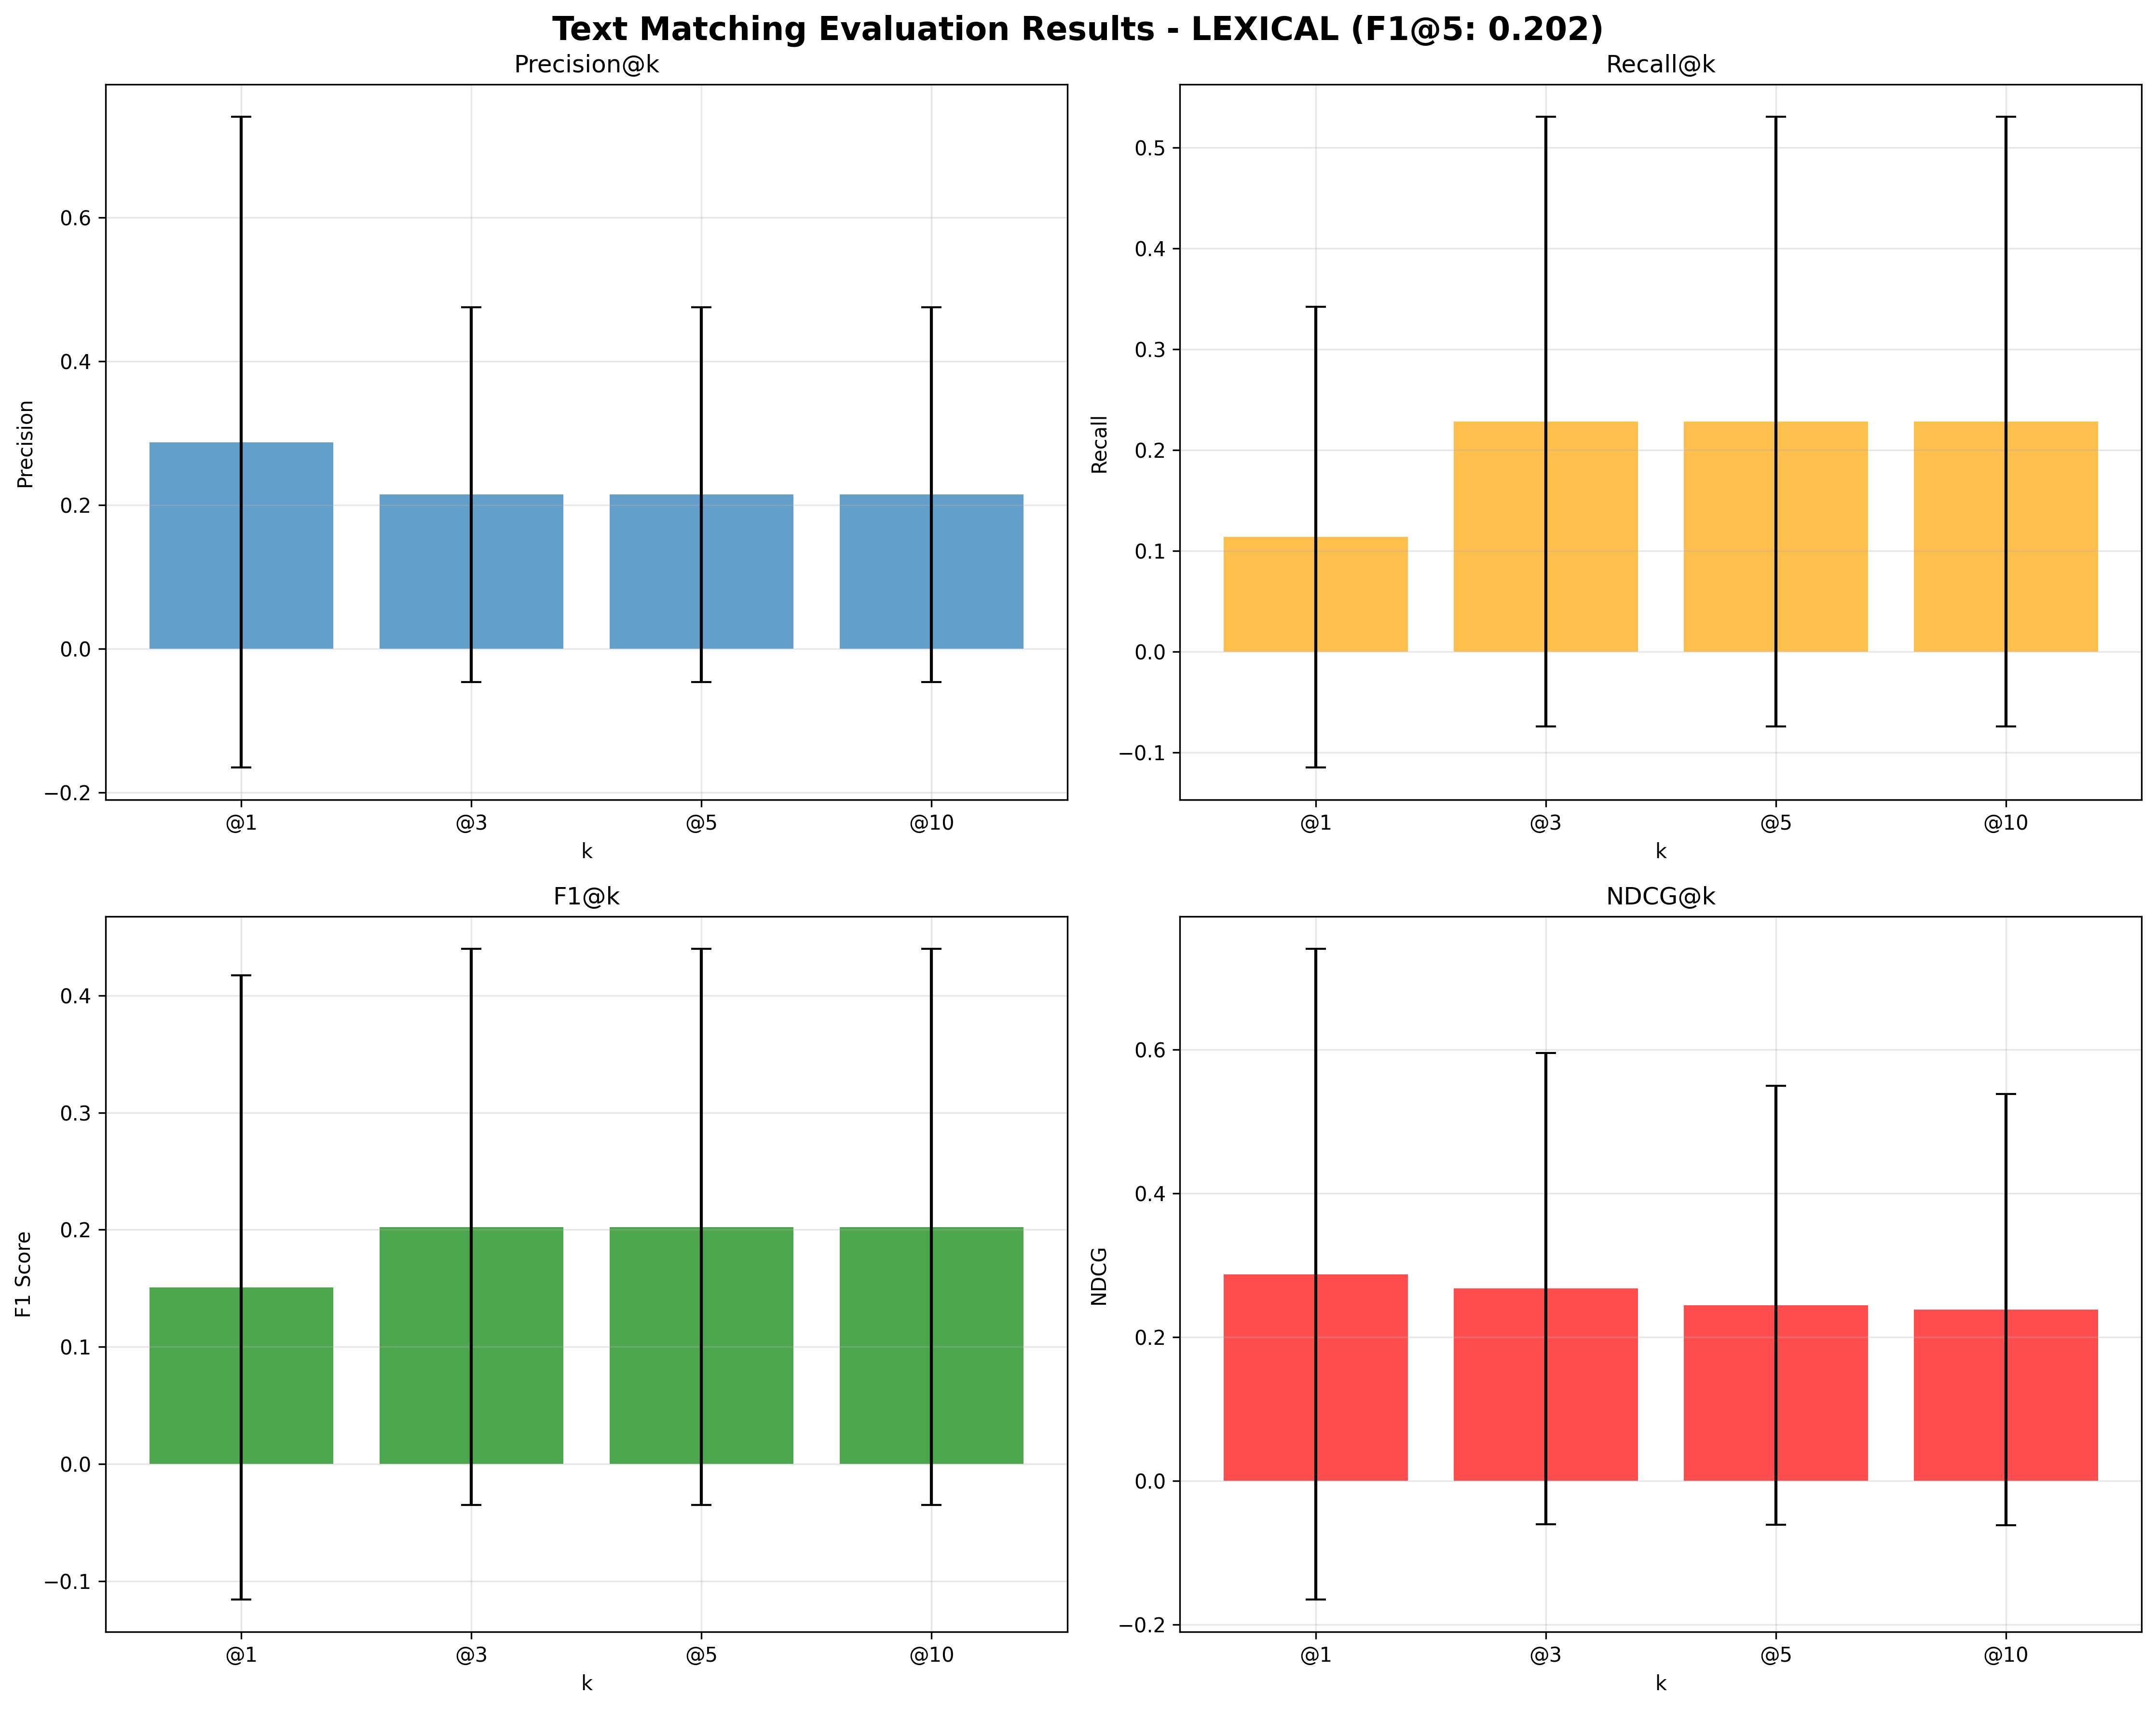 Text Matching Evaluation Results - LEXICAL (F1@5: 0.202)
Precision@k
Precision
0.6
0.4
0.2
0.0
−0.2
@1 @3 @5 @10
k
Recall@k
Recall
0.5
0.4
0.3
0.2
0.1
0.0
−0.1
@1 @3 @5 @10
k
F1@k
F1 Score
0.4
0.3
0.2
0.1
0.0
−0.1
@1 @3 @5 @10
k
NDCG@k
NDCG
0.6
0.4
0.2
0.0
−0.2
@1 @3 @5 @10
k